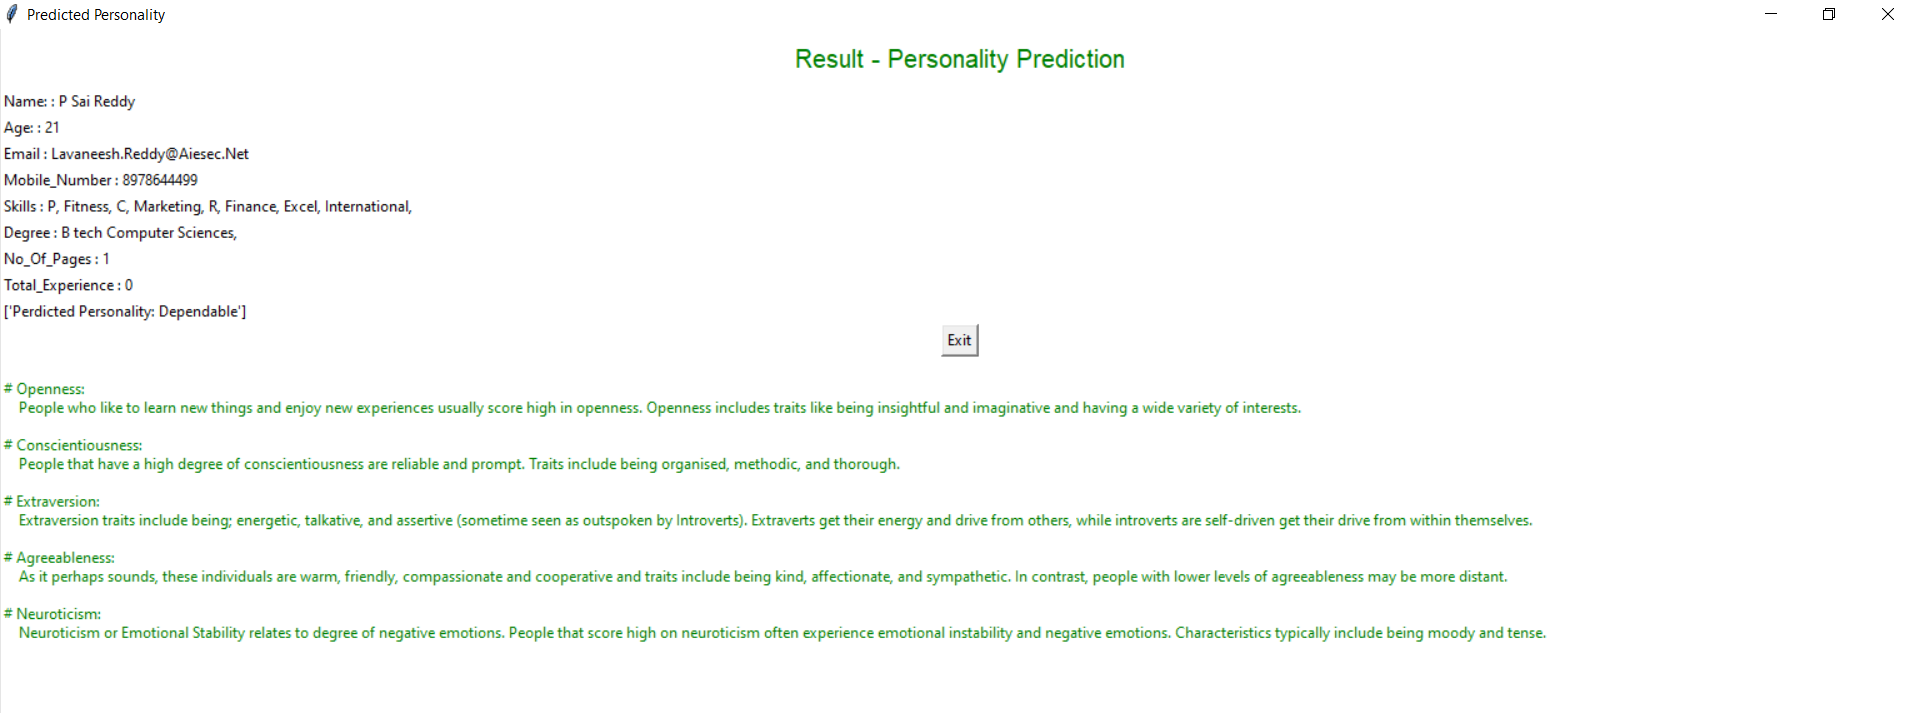 Predicted Personality
Result - Personality Prediction
Name: : P Sai Reddy
Age: : 21
Email : Lavaneesh.Reddy@Aiesec.Net
Mobile_Number : 8978644499
Skills : P, Fitness, C, Marketing, R, Finance, Excel, International,
Degree : B tech Computer Sciences,
No_Of_Pages : 1
Total_Experience : 0
['Perdicted Personality: Dependable']
Exit
# Openness:
People who like to learn new things and enjoy new experiences usually score high in openness. Openness includes traits like being insightful and imaginative and having a wide variety of interests.
# Conscientiousness:
People that have a high degree of conscientiousness are reliable and prompt. Traits include being organised, methodic, and thorough.
# Extraversion:
Extraversion traits include being; energetic, talkative, and assertive (sometime seen as outspoken by Introverts). Extraverts get their energy and drive from others, while introverts are self-driven get their drive from within themselves.
# Agreeableness:
As it perhaps sounds, these individuals are warm, friendly, compassionate and cooperative and traits include being kind, affectionate, and sympathetic. In contrast, people with lower levels of agreeableness may be more distant.
# Neuroticism:
Neuroticism or Emotional Stability relates to degree of negative emotions. People that score high on neuroticism often experience emotional instability and negative emotions. Characteristics typically include being moody and tense.